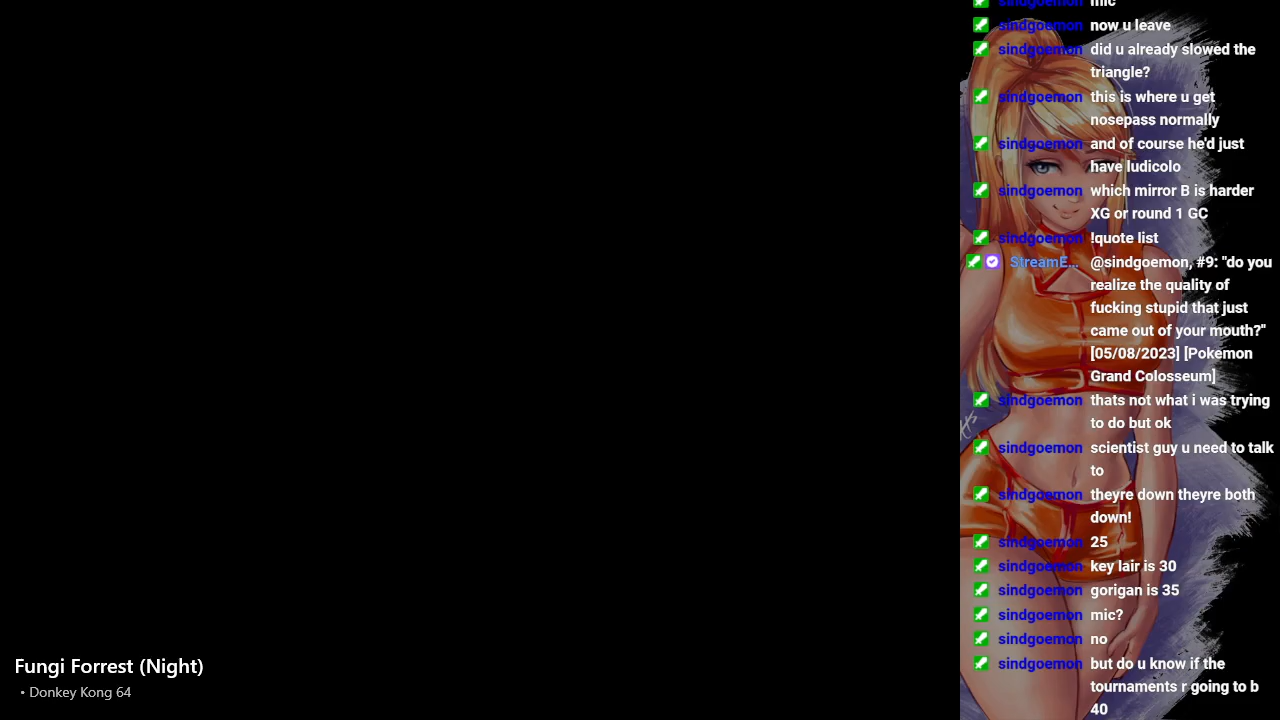 sindgoemon mic
sindgoemon now u leave
sindgoemon did u already slowed the
triangle?
sindgoemon this is where u get
nosepass normally
sindgoemon and of course he'd just
have ludicolo
sindgoemon which mirror B is harder
XG or round 1 GC
sindgoemon !quote list
StreamE... @sindgoemon, #9: "do you
realize the quality of
fucking stupid that just
came out of your mouth?"
[05/08/2023] [Pokemon
Grand Colosseum]
sindgoemon thats not what i was trying
to do but ok
sindgoemon scientist guy u need to talk
to
sindgoemon theyre down theyre both
down!
sindgoemon 25
sindgoemon key lair is 30
sindgoemon gorigan is 35
sindgoemon mic?
sindgoemon no
sindgoemon but do u know if the
tournaments r going to b
40
Fungi Forrest (Night)
• Donkey Kong 64